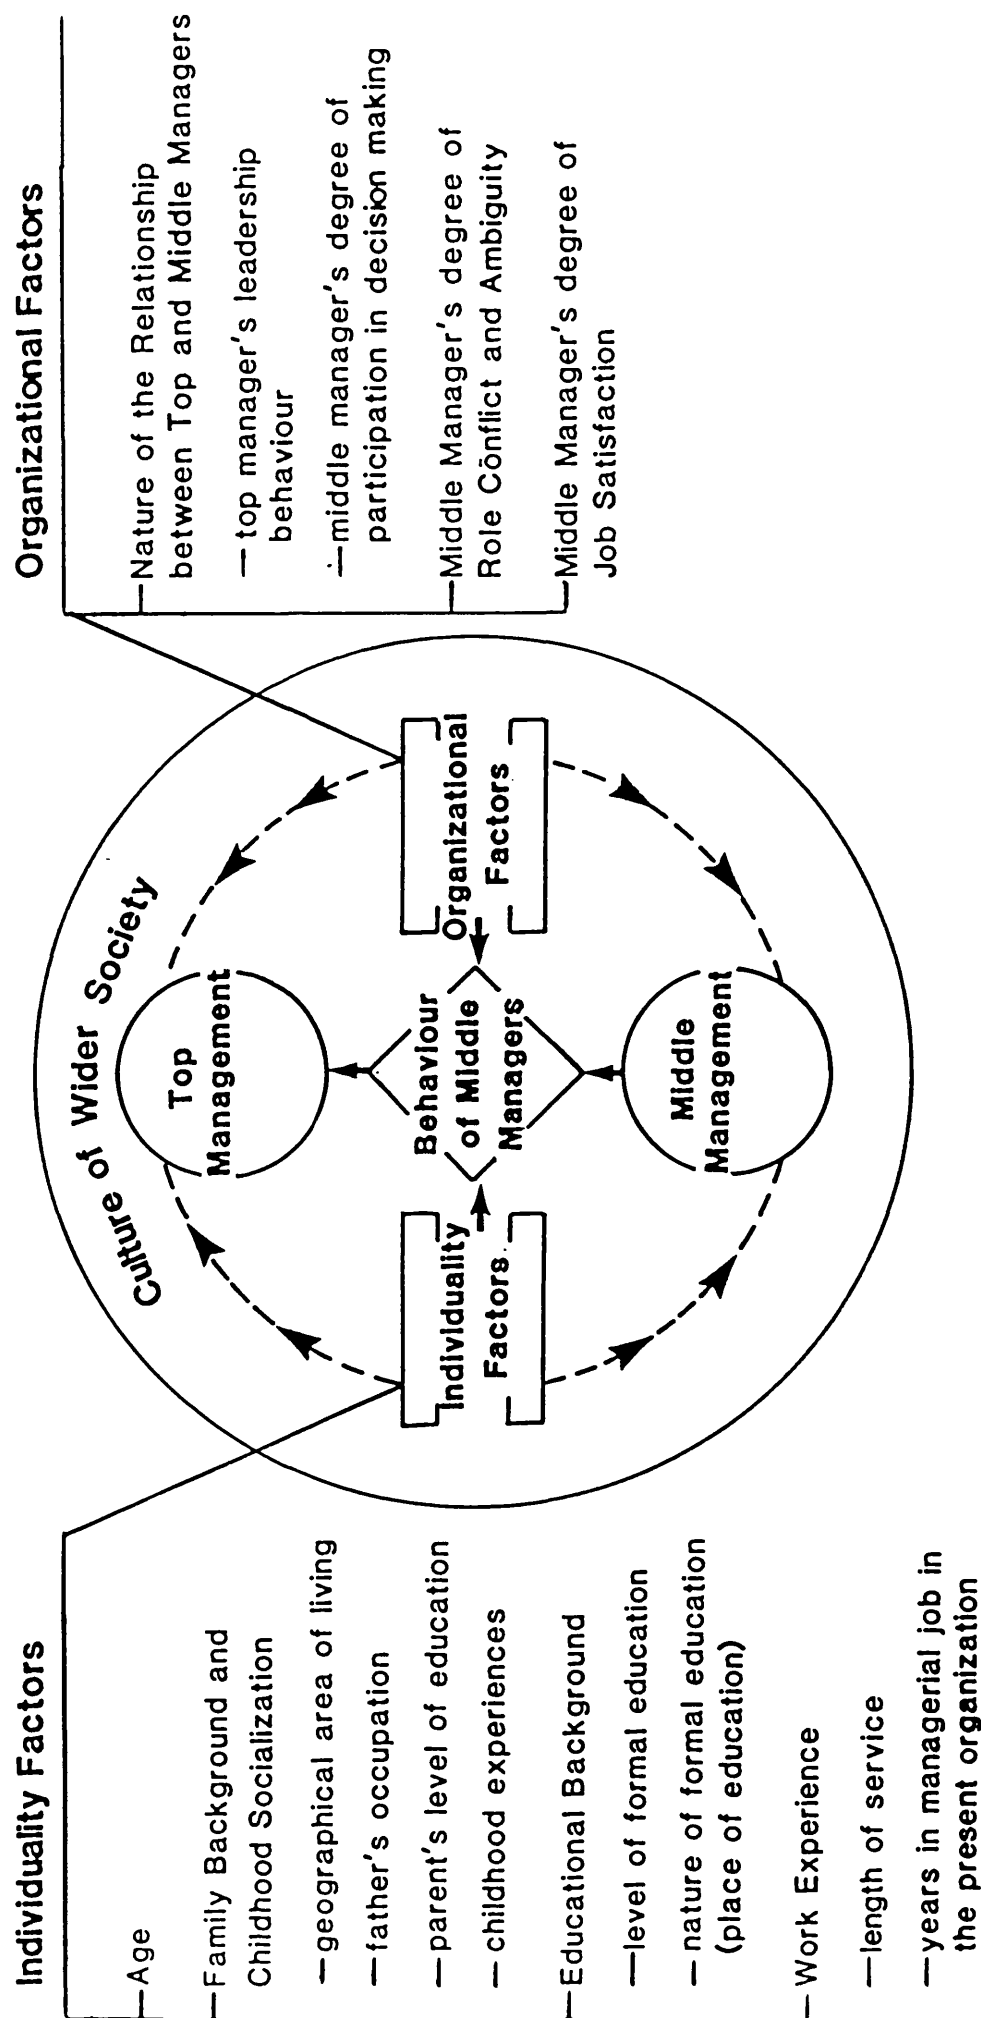 Individuality Factors
Age
Family Background and
Childhood Socialization
—geographical area of living
—father's occupation
—parent's level of education
—childhood experiences
Educational Background
—level of formal education
—nature of formal education
(place of education)
Work Experience
—length of service
—years in managerial job in
the present organization
Culture of Wider Society
Top
Management
Individuality
Factors
Behaviour
of Middle
Managers
Organizational
Factors
Middle
Management
Organizational Factors
Nature of the Relationship
between Top and Middle Managers
—top manager's leadership
behaviour
—middle manager's degree of
participation in decision making
Middle Manager's degree of
Role Conflict and Ambiguity
Middle Manager's degree of
Job Satisfaction